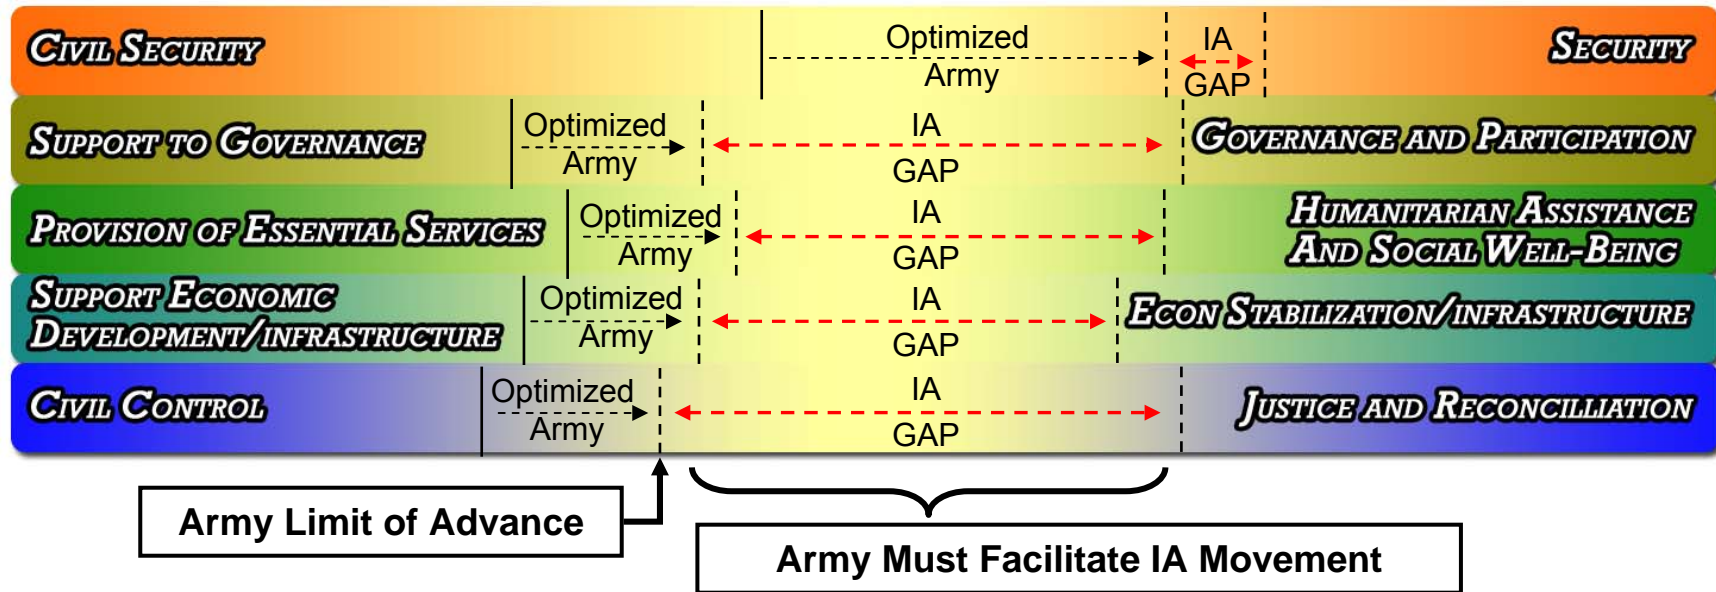 CIVIL SECURITY
Optimized
Army
IA
GAP
SECURITY
SUPPORT TO GOVERNANCE
Optimized
Army
IA
GAP
GOVERNANCE AND PARTICIPATION
PROVISION OF ESSENTIAL SERVICES
Optimized
Army
IA
GAP
HUMANITARIAN ASSISTANCE
AND SOCIAL WELL-BEING
SUPPORT ECONOMIC
DEVELOPMENT/INFRASTRUCTURE
Optimized
Army
IA
GAP
ECON STABILIZATION/INFRASTRUCTURE
CIVIL CONTROL
Optimized
Army
IA
GAP
JUSTICE AND RECONCILLIATION
Army Limit of Advance
Army Must Facilitate IA Movement